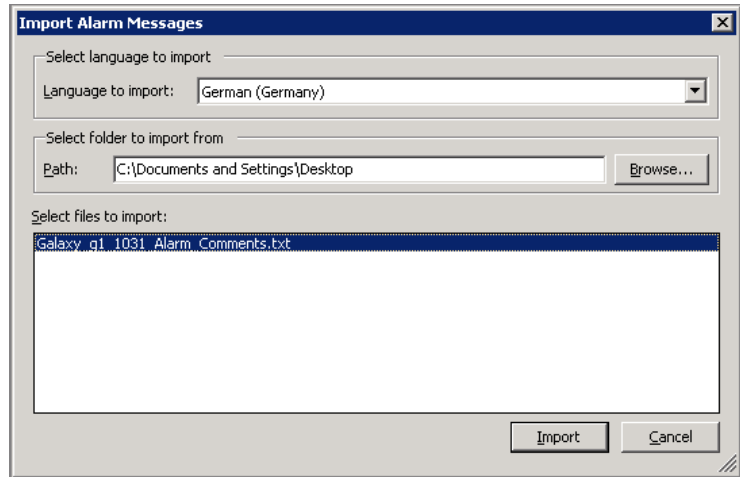 Import Alarm Messages
Select language to import
Language to import: German (Germany)
Select folder to import from
Path: C:\Documents and Settings\Desktop Browse...
Select files to import:
Galaxy_g1_1031_Alarm_Comments.txt
Import Cancel